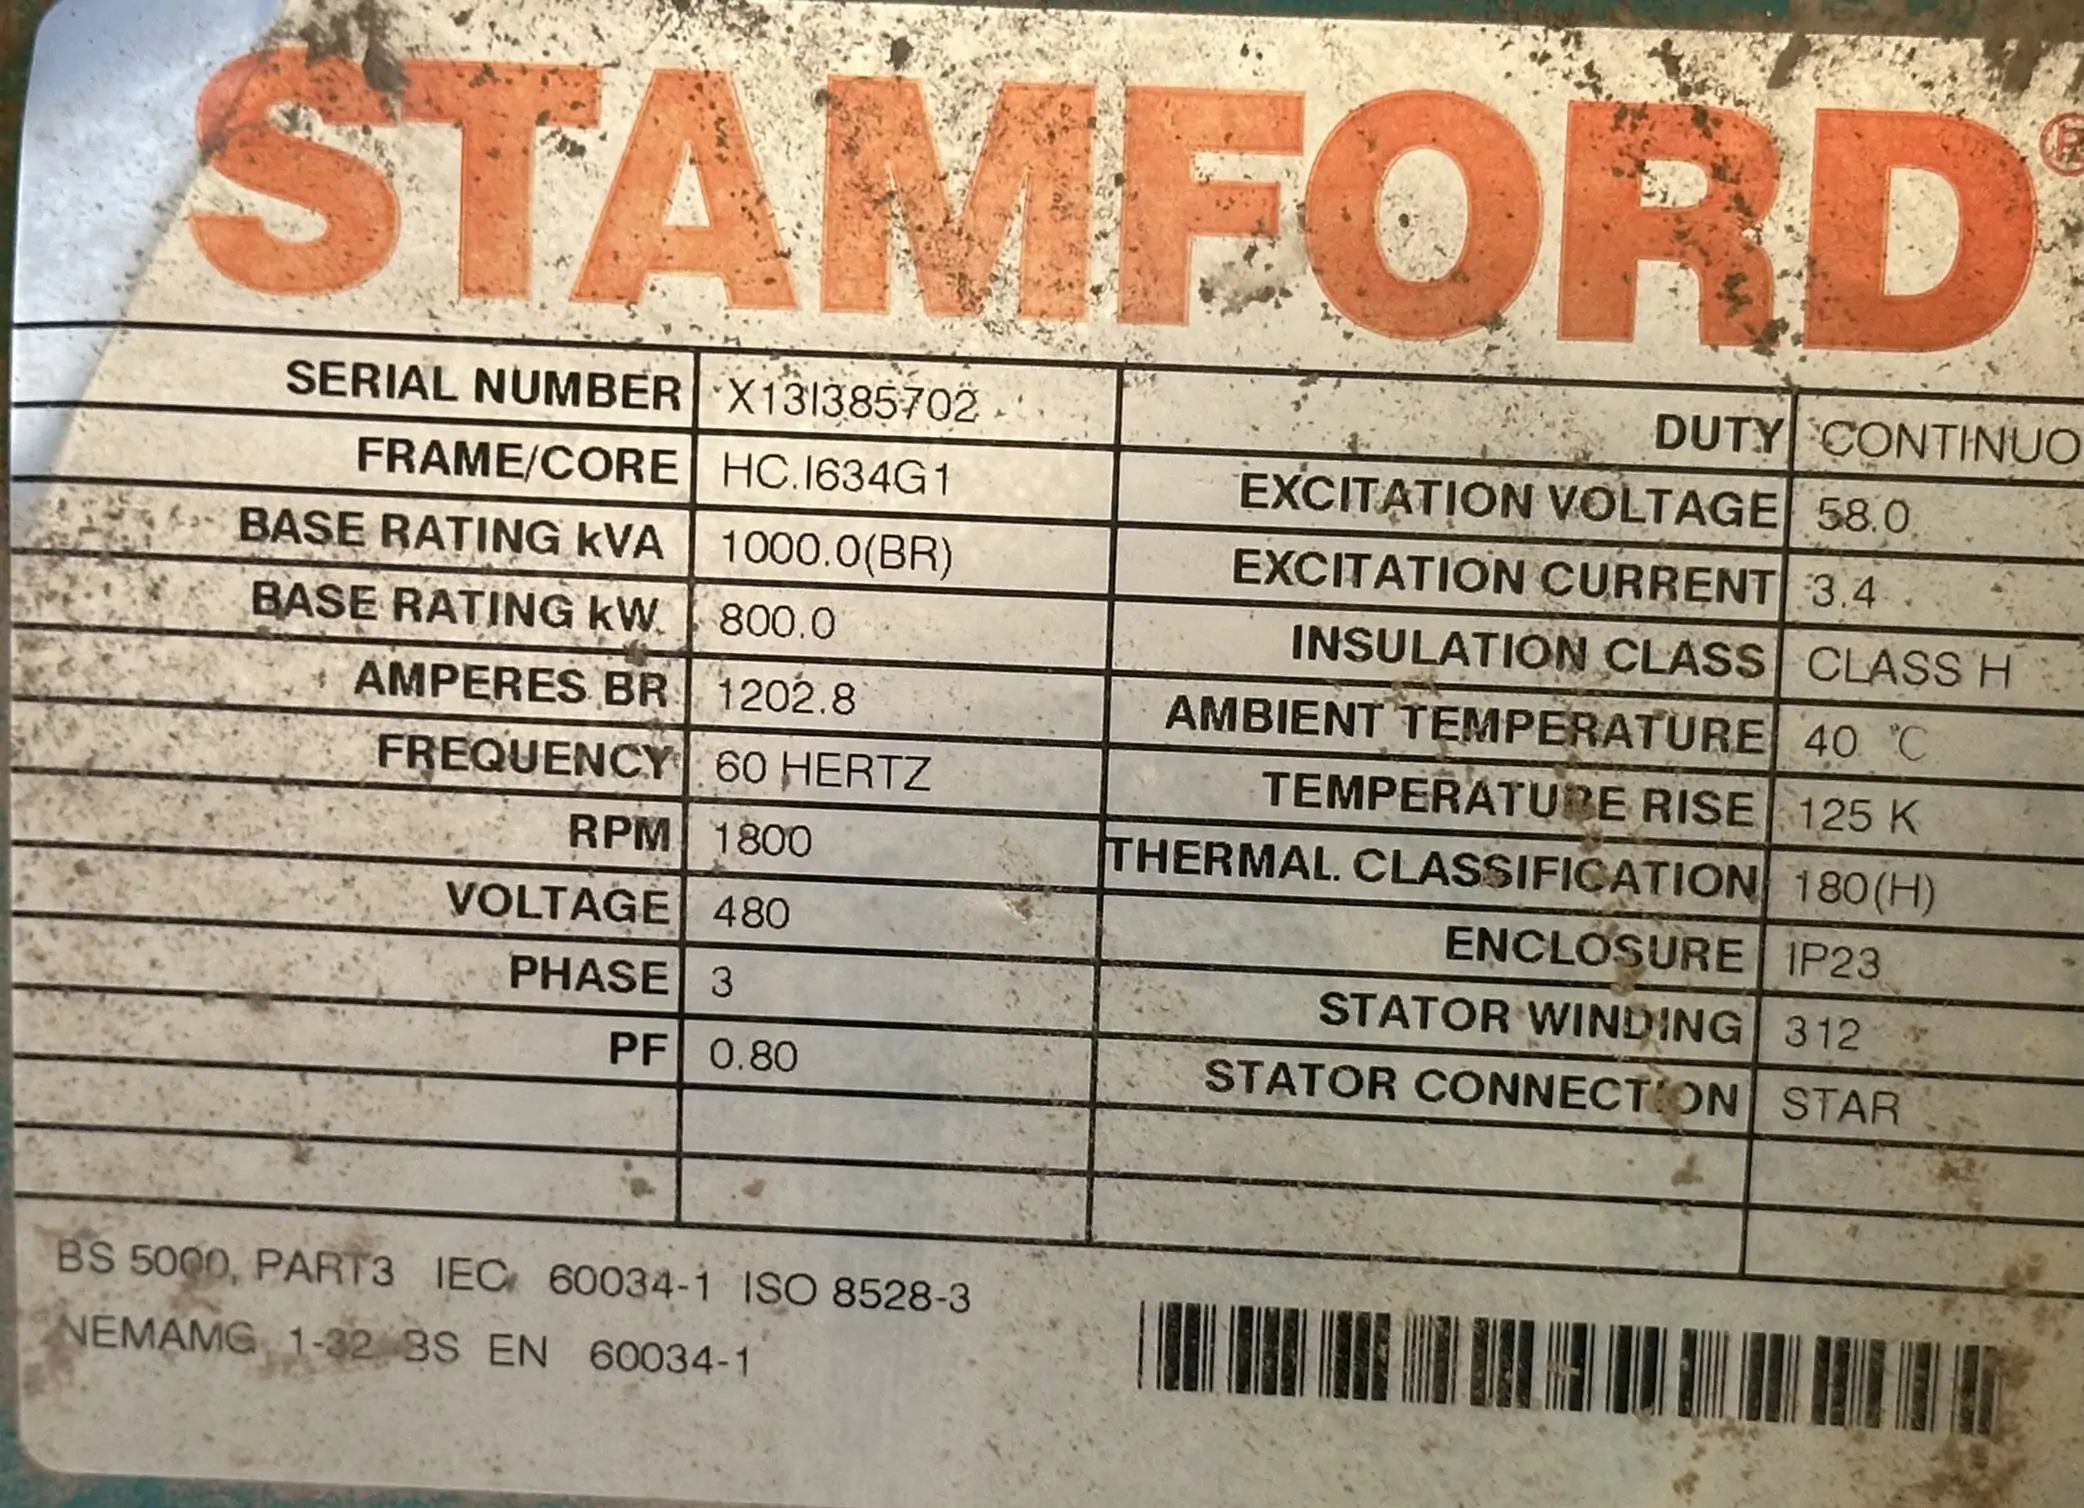 STAMFORD®
SERIAL NUMBER X13I385702
FRAME/CORE HC.I634G1
BASE RATING kVA 1000.0(BR)
BASE RATING kW 800.0
AMPERES BR 1202.8
FREQUENCY 60 HERTZ
RPM 1800
VOLTAGE 480
PHASE 3
PF 0.80
DUTY CONTINUO
EXCITATION VOLTAGE 58.0
EXCITATION CURRENT 3.4
INSULATION CLASS CLASS H
AMBIENT TEMPERATURE 40 °C
TEMPERATURE RISE 125 K
THERMAL CLASSIFICATION 180(H)
ENCLOSURE IP23
STATOR WINDING 312
STATOR CONNECTION STAR
BS 5000, PART3 IEC 60034-1 ISO 8528-3
NEMAMG 1-32 BS EN 60034-1